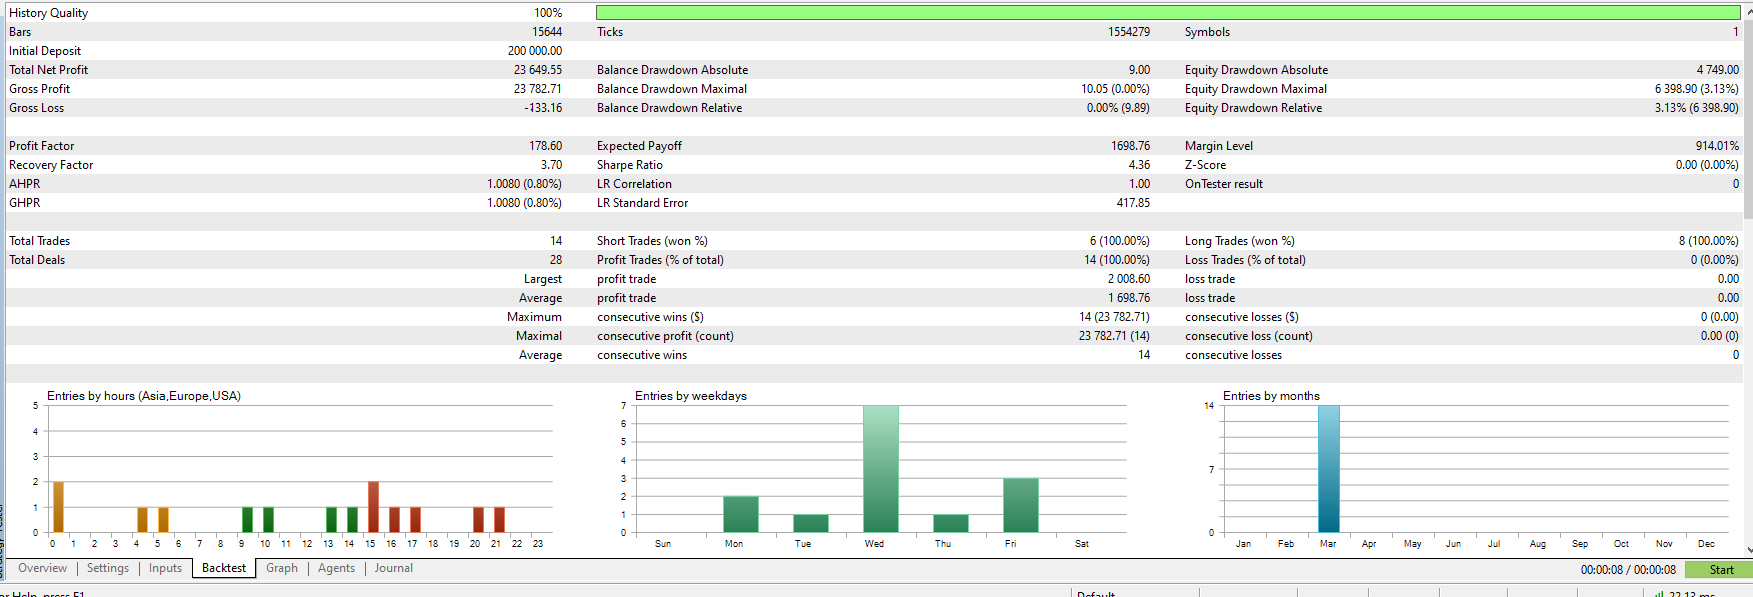 History Quality 100%
Bars 15644 Ticks 1554279 Symbols 1
Initial Deposit 200 000.00
Total Net Profit 23 649.55 Balance Drawdown Absolute 9.00 Equity Drawdown Absolute 4 749.00
Gross Profit 23 782.71 Balance Drawdown Maximal 10.05 (0.00%) Equity Drawdown Maximal 6 398.90 (3.13%)
Gross Loss -133.16 Balance Drawdown Relative 0.00% (9.89) Equity Drawdown Relative 3.13% (6 398.90)
Profit Factor 178.60 Expected Payoff 1698.76 Margin Level 914.01%
Recovery Factor 3.70 Sharpe Ratio 4.36 Z-Score 0.00 (0.00%)
AHPR 1.0080 (0.80%) LR Correlation 1.00 OnTester result 0
GHPR 1.0080 (0.80%) LR Standard Error 417.85
Total Trades 14 Short Trades (won %) 6 (100.00%) Long Trades (won %) 8 (100.00%)
Total Deals 28 Profit Trades (% of total) 14 (100.00%) Loss Trades (% of total) 0 (0.00%)
Largest profit trade 2 008.60 loss trade 0.00
Average profit trade 1 698.76 loss trade 0.00
Maximum consecutive wins ($) 14 (23 782.71) consecutive losses ($) 0 (0.00)
Maximal consecutive profit (count) 23 782.71 (14) consecutive loss (count) 0.00 (0)
Average consecutive wins 14 consecutive losses 0
Entries by hours (Asia,Europe,USA)
5
4
3
2
1
0
0 1 2 3 4 5 6 7 8 9 10 11 12 13 14 15 16 17 18 19 20 21 22 23
Entries by weekdays
7
6
5
4
3
2
1
0
Sun Mon Tue Wed Thu Fri Sat
Entries by months
14
7
0
Jan Feb Mar Apr May Jun Jul Aug Sep Oct Nov Dec
Overview Settings Inputs Backtest Graph Agents Journal 00:00:08 / 00:00:08 Start
or Help, press F1 Default 22.13 ms